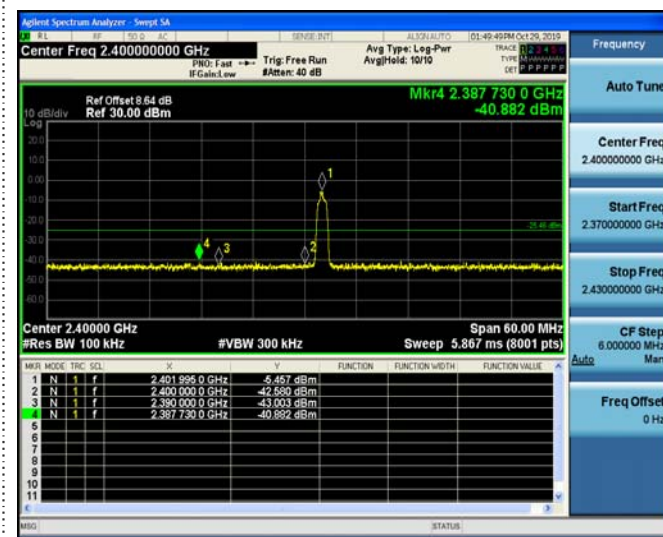 Agilent Spectrum Analyzer - Swept SA
RL RF 50 Ω AC SENSE:INT ALIGN AUTO 01:49:49PM Oct 29, 2019
Center Freq 2.400000000 GHz
PNO: Fast
IFGain:Low
Trig: Free Run
#Atten: 40 dB
Avg Type: Log-Pwr
Avg|Hold: 10/10
TRACE 1 2 3 4 5 6
TYPE M
DET P P P P P P
Frequency
Mkr4 2.387 730 0 GHz
-40.882 dBm
Ref Offset 8.64 dB
10 dB/div Ref 30.00 dBm
Log
20.0
10.0
0.00
-10.0
-20.0
-30.0
-40.0
-50.0
-60.0
1
2
3
4
Center 2.40000 GHz Span 60.00 MHz
#Res BW 100 kHz #VBW 300 kHz Sweep 5.867 ms (8001 pts)
MKR MODE TRC SCL X Y FUNCTION FUNCTION WIDTH FUNCTION VALUE
1 N 1 f 2.401 995 0 GHz -5.457 dBm
2 N 1 f 2.400 000 0 GHz -42.580 dBm
3 N 1 f 2.390 000 0 GHz -43.003 dBm
4 N 1 f 2.387 730 0 GHz -40.882 dBm
5
6
7
8
9
10
11
MSG STATUS
Auto Tune
Center Freq
2.400000000 GHz
Start Freq
2.370000000 GHz
Stop Freq
2.430000000 GHz
CF Step
6.000000 MHz
Auto Man
Freq Offset
0 Hz